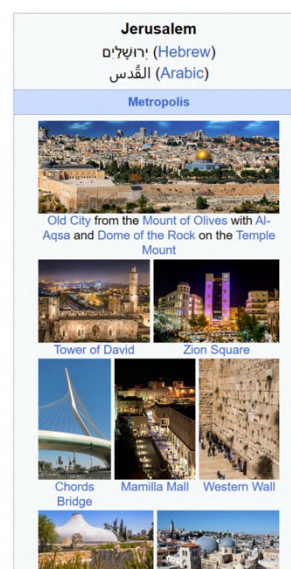 Jerusalem
יְרוּשָׁלַיִם (Hebrew)
القُدس (Arabic)
Metropolis
Old City from the Mount of Olives with Al-
Aqsa and Dome of the Rock on the Temple
Mount
Tower of David
Zion Square
Chords
Bridge
Mamilla Mall
Western Wall